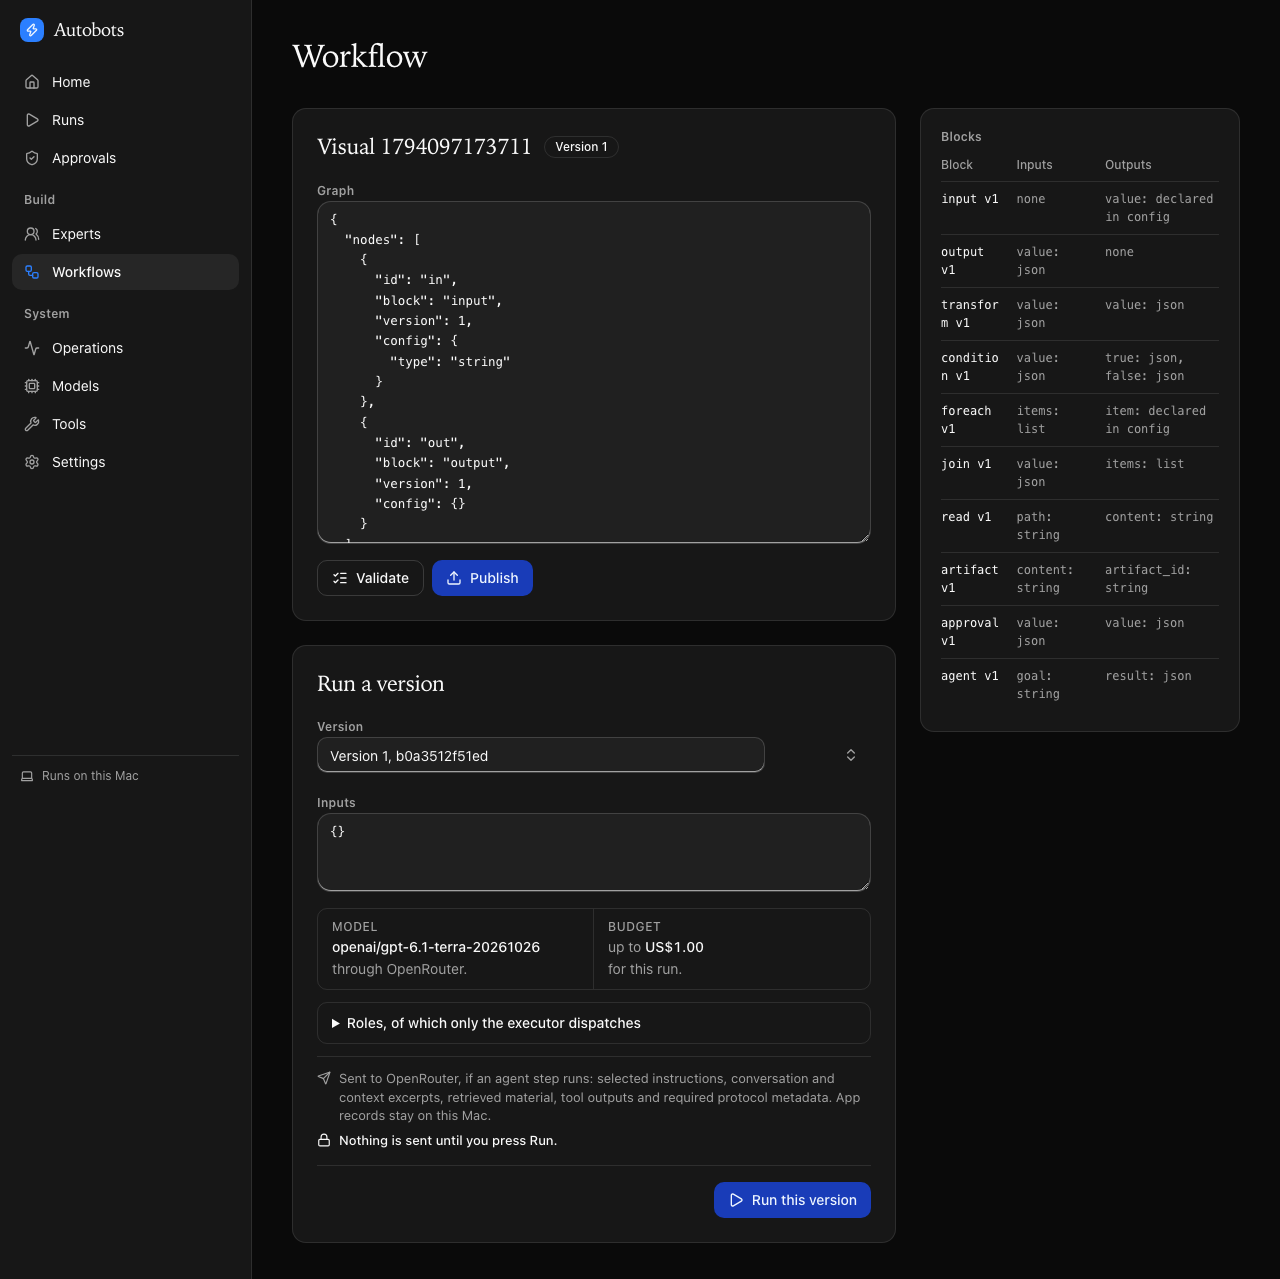 Autobots
Home
Runs
Approvals
Build
Experts
Workflows
System
Operations
Models
Tools
Settings
Runs on this Mac
Workflow
Visual 1794097173711
Version 1
Graph
{
  "nodes": [
    {
      "id": "in",
      "block": "input",
      "version": 1,
      "config": {
        "type": "string"
      }
    },
    {
      "id": "out",
      "block": "output",
      "version": 1,
      "config": {}
    }
Validate
Publish
Run a version
Version
Version 1, b0a3512f51ed
Inputs
{}
MODEL
openai/gpt-6.1-terra-20261026
through OpenRouter.
BUDGET
up to US$1.00
for this run.
Roles, of which only the executor dispatches
Sent to OpenRouter, if an agent step runs: selected instructions, conversation and
context excerpts, retrieved material, tool outputs and required protocol metadata. App
records stay on this Mac.
Nothing is sent until you press Run.
Run this version
Blocks
Block Inputs Outputs
input v1 none value: declared
in config
output value: none
v1 json
transfor value: value: json
m v1 json
conditio value: true: json,
n v1 json false: json
foreach items: item: declared
v1 list in config
join v1 value: items: list
json
read v1 path: content: string
string
artifact content: artifact_id:
v1 string string
approval value: value: json
v1 json
agent v1 goal: result: json
string